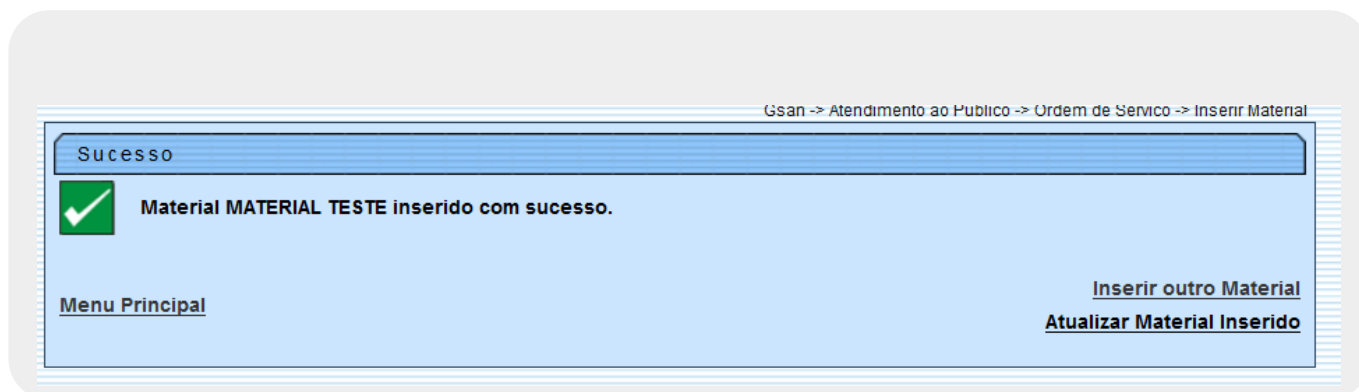 Gsan -> Atendimento ao Publico -> Ordem de Servico -> Inserir Material
Sucesso
Material MATERIAL TESTE inserido com sucesso.
Inserir outro Material
Menu Principal
Atualizar Material Inserido